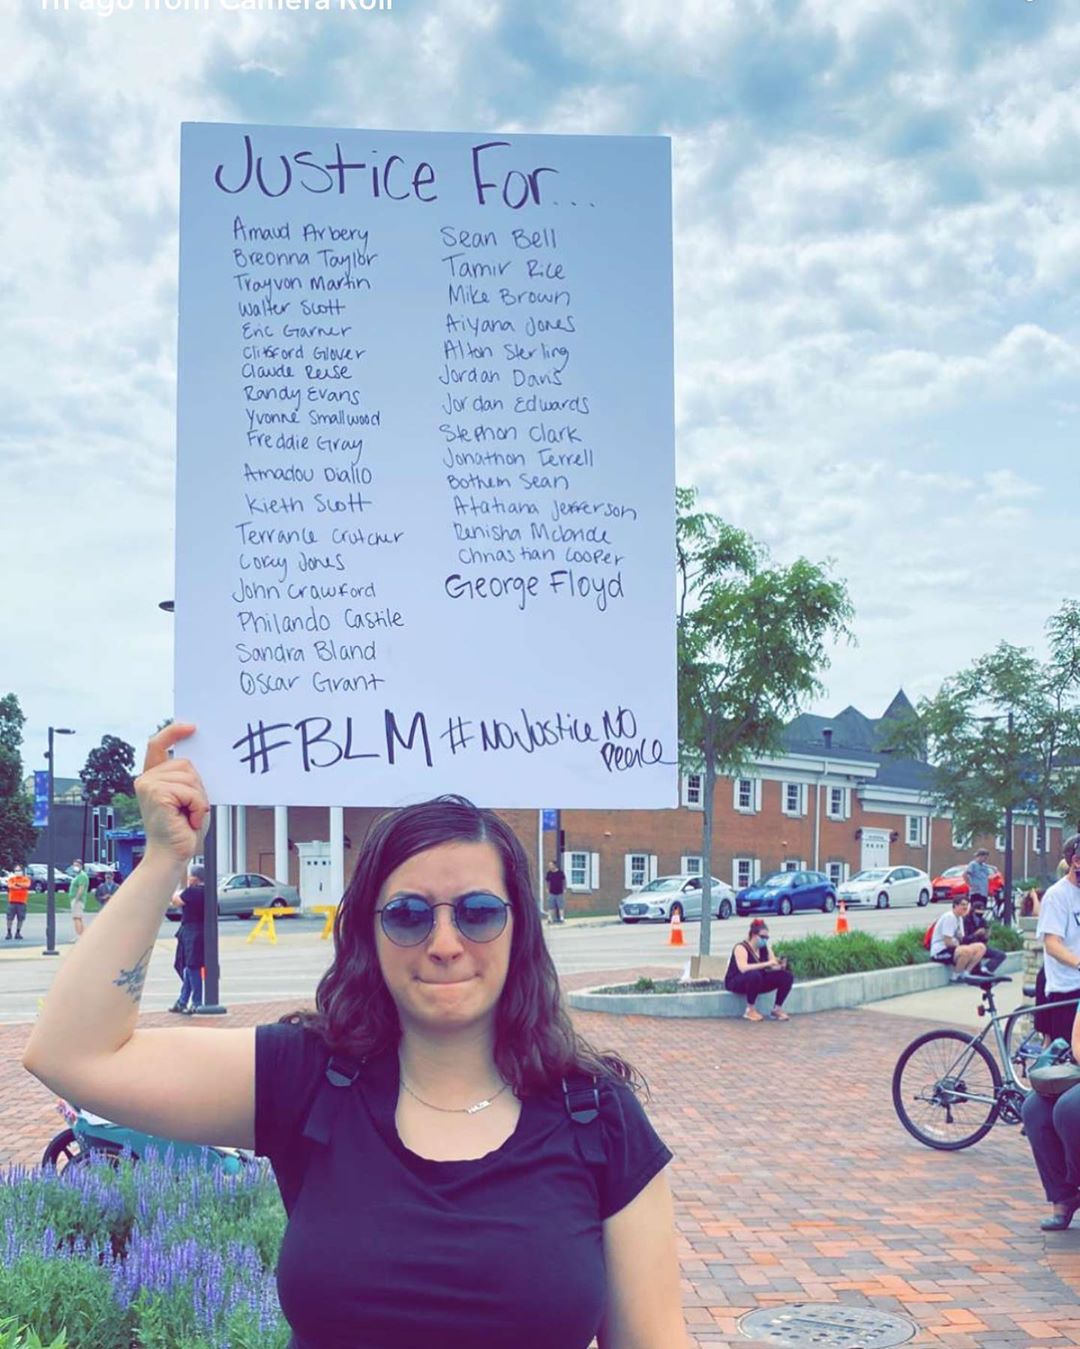 m ago from Camera Roll
Justice For...
Amaud Arbery
Breonna Taylor
Trayvon Martin
Walter Scott
Eric Garner
Clifford Glover
Claude Reise
Randy Evans
Yvonne Smallwood
Freddie Gray
Amadou Diallo
Kieth Scott
Terrance Crutcher
Corey Jones
John Crawford
Philando Castile
Sandra Bland
Oscar Grant
Sean Bell
Tamir Rice
Mike Brown
Aiyana Jones
Alton Sterling
Jordan Davis
Jordan Edwards
Stephon Clark
Jonathon Ferrell
Bothem Sean
Atatiana Jefferson
Renisha Mcbride
Chrastian Cooper
George Floyd
#BLM #NoJustice NO
Peace